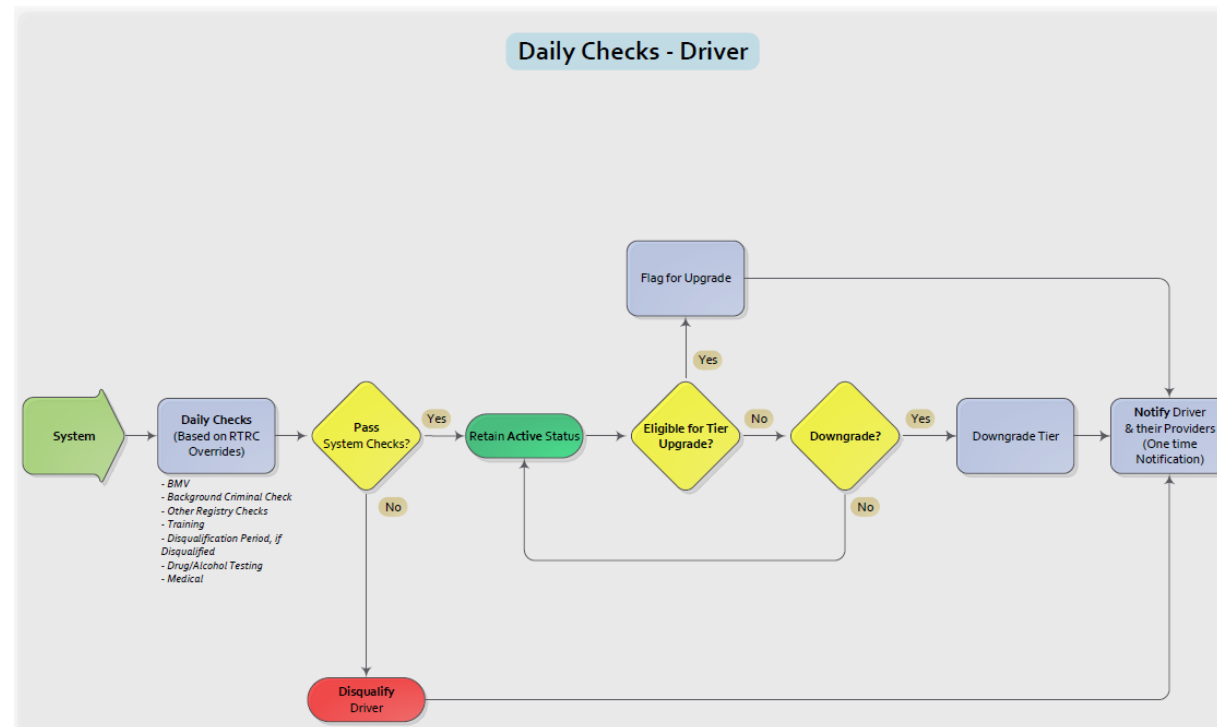 Daily Checks - Driver
Flag for Upgrade
Yes
System
Daily Checks
(Based on RTRC
Overrides)
- BMV
- Background Criminal Check
- Other Registry Checks
- Training
- Disqualification Period, if
Disqualified
- Drug/Alcohol Testing
- Medical
Pass
System Checks?
Yes
No
Retain Active Status
Eligible for Tier
Upgrade?
No
Downgrade?
Yes
No
Downgrade Tier
Notify Driver
& their Providers
(One time
Notification)
Disqualify
Driver